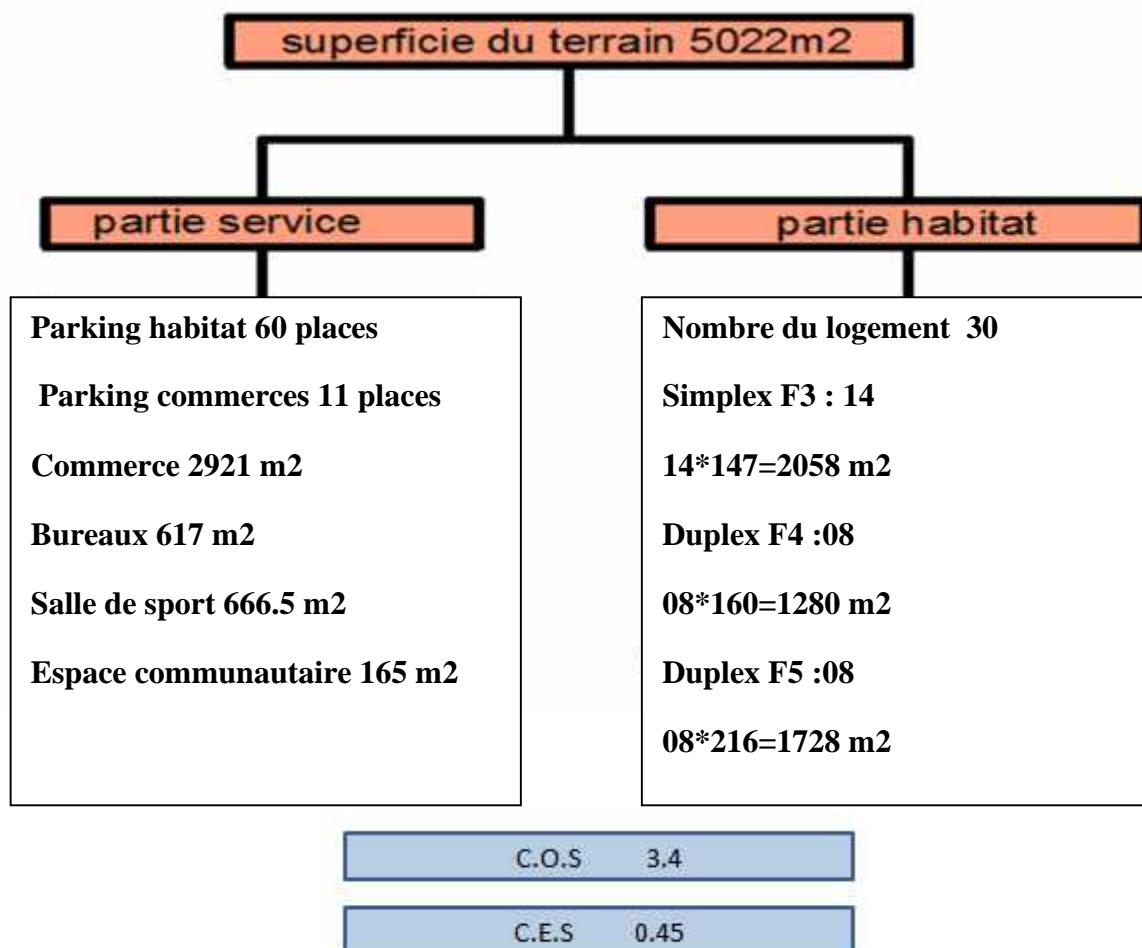 superficie du terrain 5022m2
partie service
Parking habitat 60 places
Parking commerces 11 places
Commerce 2921 m2
Bureaux 617 m2
Salle de sport 666.5 m2
Espace communautaire 165 m2
partie habitat
Nombre du logement 30
Simplex F3 : 14
14*147=2058 m2
Duplex F4 :08
08*160=1280 m2
Duplex F5 :08
08*216=1728 m2
C.O.S 3.4
C.E.S 0.45